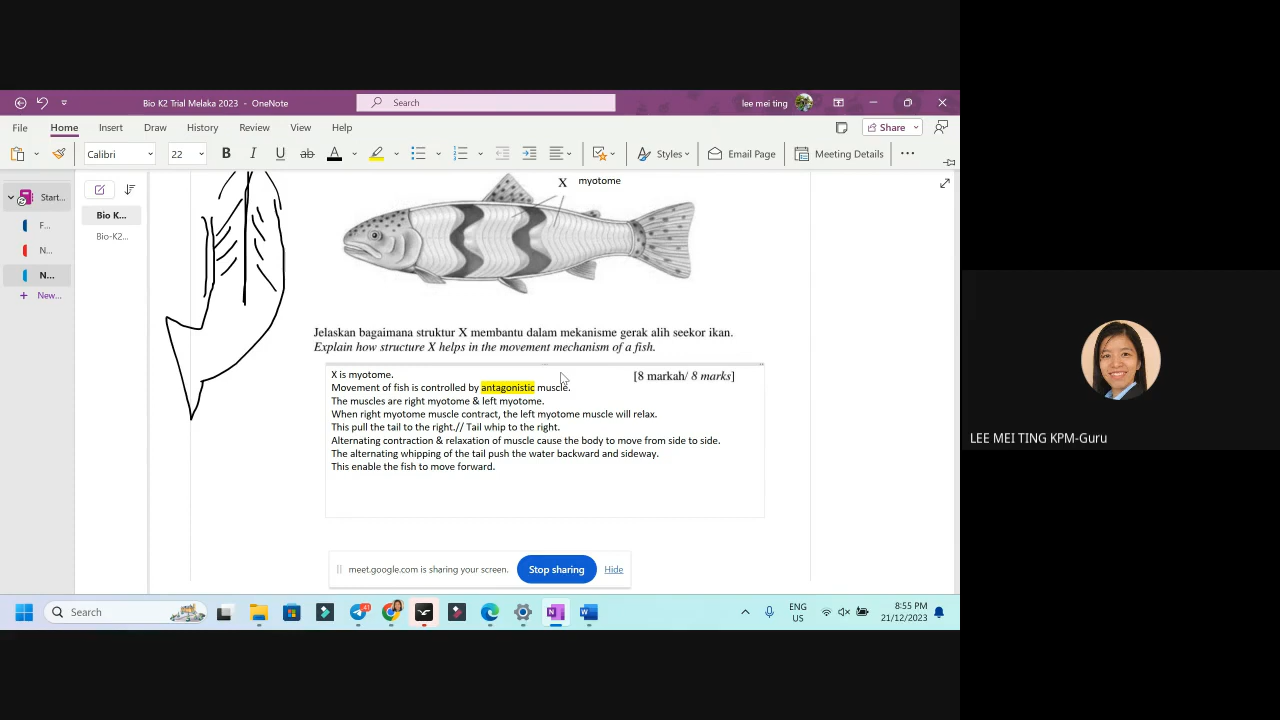 Bio K2 Trial Melaka 2023 - OneNote
Search
lee mei ting
File Home Insert Draw History Review View Help
Share
Calibri 22 B I U ab A Styles Email Page Meeting Details
Start...
F...
N...
N...
New...
Bio K...
Bio-K2...
X myotome
Jelaskan bagaimana struktur X membantu dalam mekanisme gerak alih seekor ikan.
Explain how structure X helps in the movement mechanism of a fish.
[8 markah/ 8 marks]
X is myotome.
Movement of fish is controlled by antagonistic muscle.
The muscles are right myotome & left myotome.
When right myotome muscle contract, the left myotome muscle will relax.
This pull the tail to the right.// Tail whip to the right.
Alternating contraction & relaxation of muscle cause the body to move from side to side.
The alternating whipping of the tail push the water backward and sideway.
This enable the fish to move forward.
meet.google.com is sharing your screen. Stop sharing Hide
LEE MEI TING KPM-Guru
Search
ENG
US
8:55 PM
21/12/2023